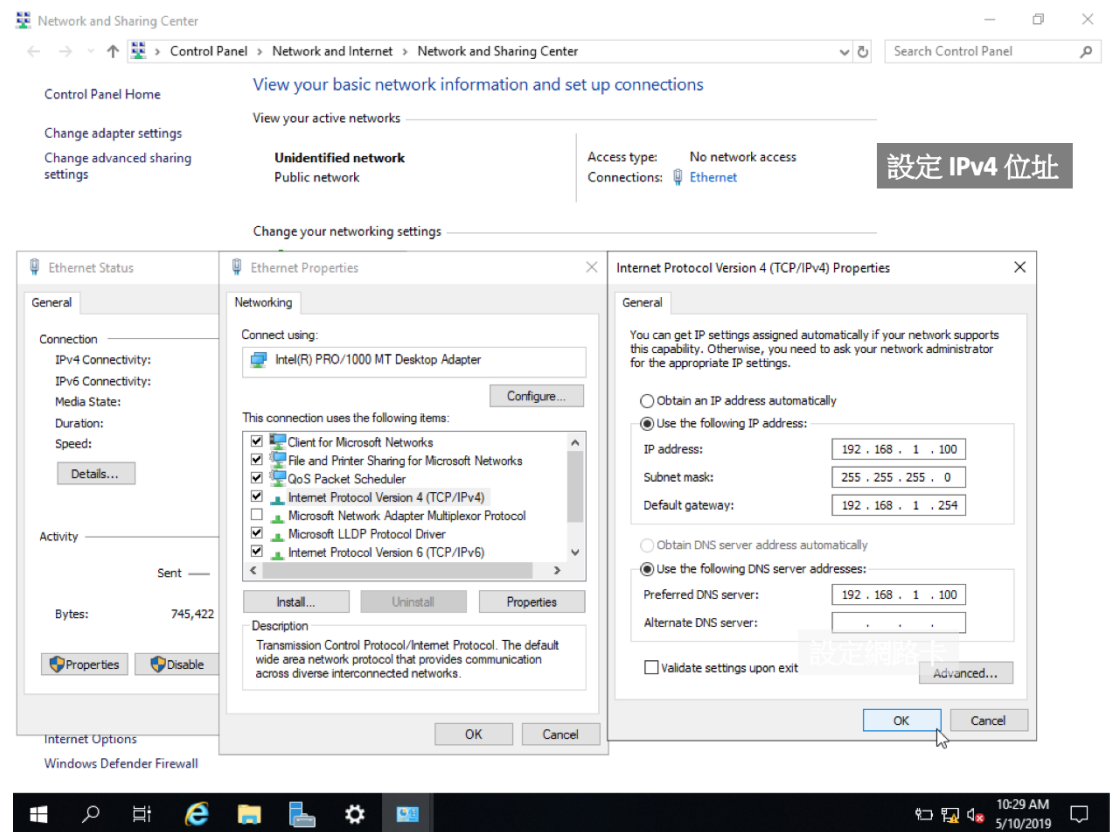 Network and Sharing Center
Control Panel > Network and Internet > Network and Sharing Center
Search Control Panel
Control Panel Home
Change adapter settings
Change advanced sharing
settings
View your basic network information and set up connections
View your active networks
Unidentified network
Public network
Access type: No network access
Connections: Ethernet
設定 IPv4 位址
Change your networking settings
Ethernet Status
General
Connection
IPv4 Connectivity:
IPv6 Connectivity:
Media State:
Duration:
Speed:
Details...
Activity
Sent
Bytes: 745,422
Properties
Disable
Internet Options
Windows Defender Firewall
Ethernet Properties
Networking
Connect using:
Intel(R) PRO/1000 MT Desktop Adapter
Configure...
This connection uses the following items:
Client for Microsoft Networks
File and Printer Sharing for Microsoft Networks
QoS Packet Scheduler
Internet Protocol Version 4 (TCP/IPv4)
Microsoft Network Adapter Multiplexor Protocol
Microsoft LLDP Protocol Driver
Internet Protocol Version 6 (TCP/IPv6)
Install...
Uninstall
Properties
Description
Transmission Control Protocol/Internet Protocol. The default
wide area network protocol that provides communication
across diverse interconnected networks.
OK
Cancel
Internet Protocol Version 4 (TCP/IPv4) Properties
General
You can get IP settings assigned automatically if your network supports
this capability. Otherwise, you need to ask your network administrator
for the appropriate IP settings.
Obtain an IP address automatically
Use the following IP address:
IP address: 192 . 168 . 1 . 100
Subnet mask: 255 . 255 . 255 . 0
Default gateway: 192 . 168 . 1 . 254
Obtain DNS server address automatically
Use the following DNS server addresses:
Preferred DNS server: 192 . 168 . 1 . 100
Alternate DNS server: . . .
設定網路卡
Validate settings upon exit
Advanced...
OK
Cancel
10:29 AM
5/10/2019